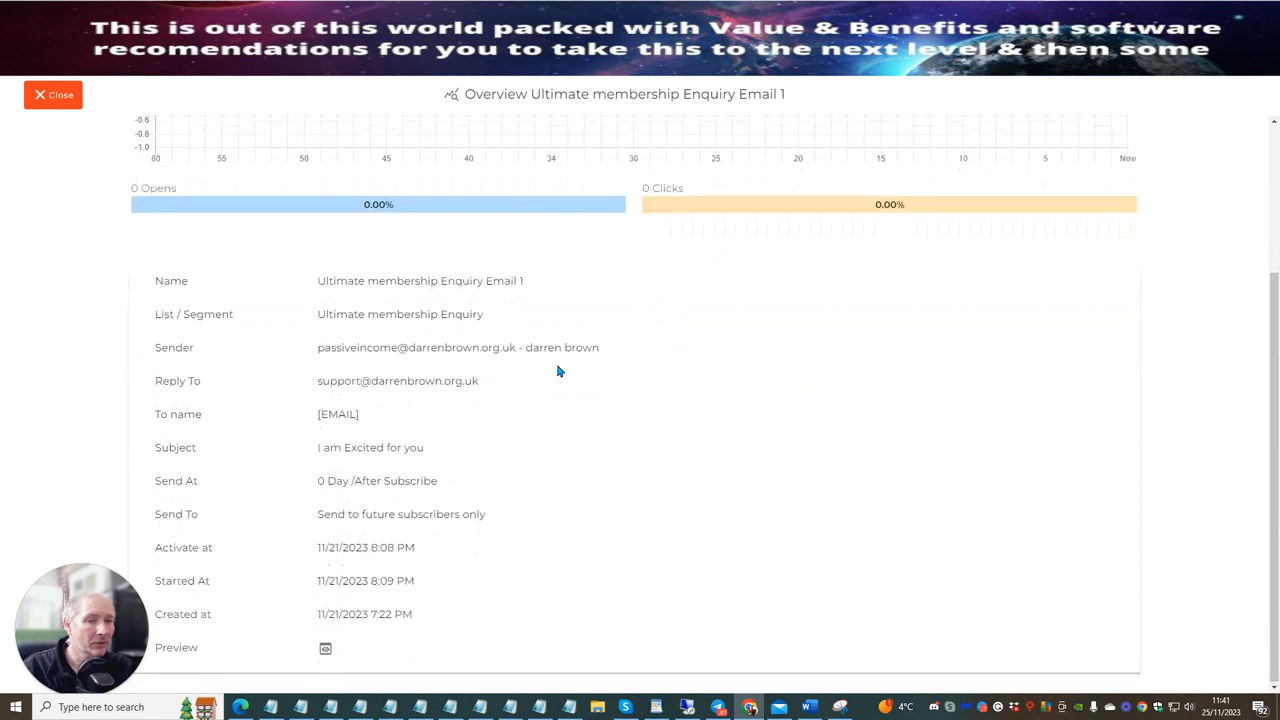 This is out of this world packed with Value & Benefits and software
recomendations for you to take this to the next level & then some
Close
Overview Ultimate membership Enquiry Email 1
-0.6
-0.8
-1.0
60 55 50 45 40 34 30 25 20 15 10 5 Now
0 Opens 0 Clicks
0.00% 0.00%
Name Ultimate membership Enquiry Email 1
List / Segment Ultimate membership Enquiry
Sender passiveincome@darrenbrown.org.uk - darren brown
Reply To support@darrenbrown.org.uk
To name [EMAIL]
Subject I am Excited for you
Send At 0 Day /After Subscribe
Send To Send to future subscribers only
Activate at 11/21/2023 8:08 PM
Started At 11/21/2023 8:09 PM
Created at 11/21/2023 7:22 PM
Preview
Type here to search
4°C
11:41
25/11/2023